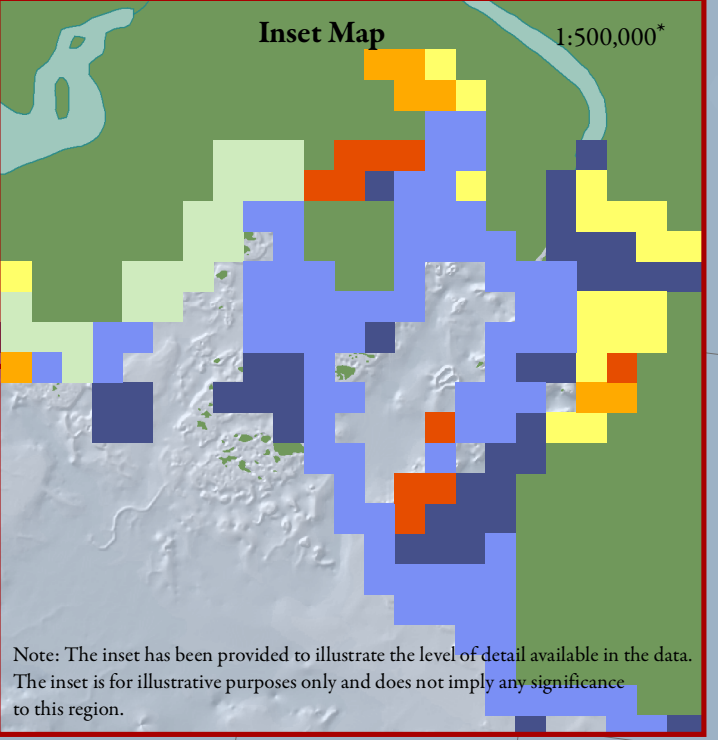 Inset Map
1:500,000*
Note: The inset has been provided to illustrate the level of detail available in the data.
The inset is for illustrative purposes only and does not imply any significance
to this region.